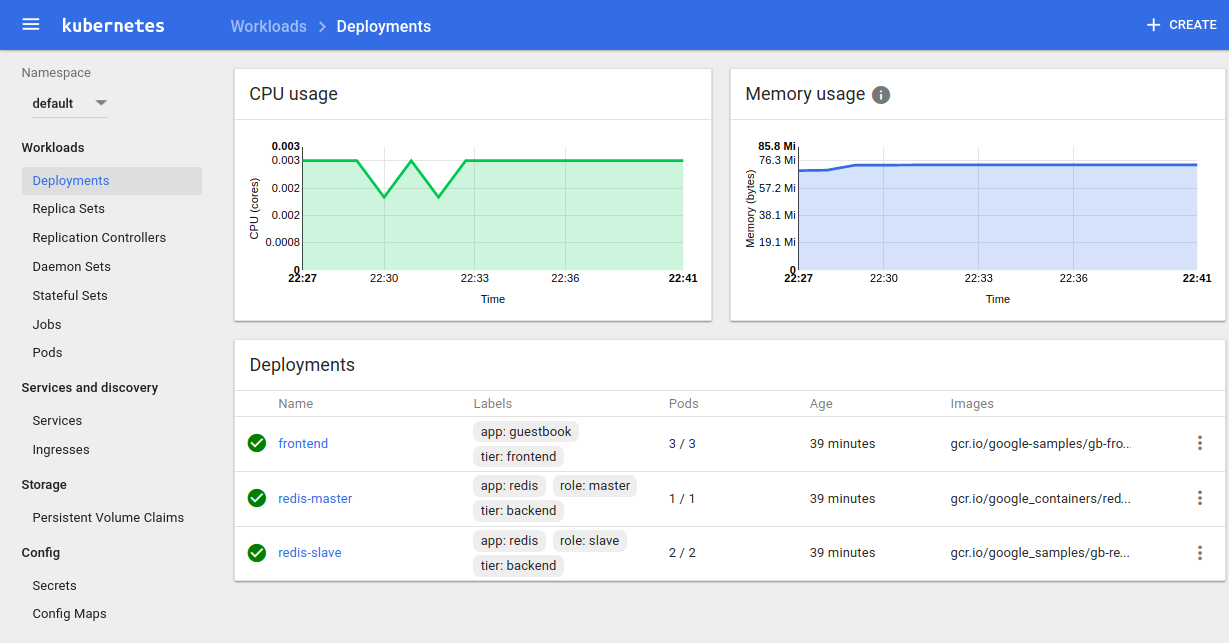 kubernetes
Workloads > Deployments
+ CREATE
Namespace
default
Workloads
Deployments
Replica Sets
Replication Controllers
Daemon Sets
Stateful Sets
Jobs
Pods
Services and discovery
Services
Ingresses
Storage
Persistent Volume Claims
Config
Secrets
Config Maps
CPU usage
CPU (cores)
0.003
0.003
0.002
0.002
0.0008
0
22:27 22:30 22:33 22:36 22:41
Time
Memory usage
Memory (bytes)
85.8 Mi
76.3 Mi
57.2 Mi
38.1 Mi
19.1 Mi
0
22:27 22:30 22:33 22:36 22:41
Time
Deployments
Name Labels Pods Age Images
frontend app: guestbook 3 / 3 39 minutes gcr.io/google-samples/gb-fro...
tier: frontend
redis-master app: redis role: master 1 / 1 39 minutes gcr.io/google_containers/red...
tier: backend
redis-slave app: redis role: slave 2 / 2 39 minutes gcr.io/google_samples/gb-re...
tier: backend